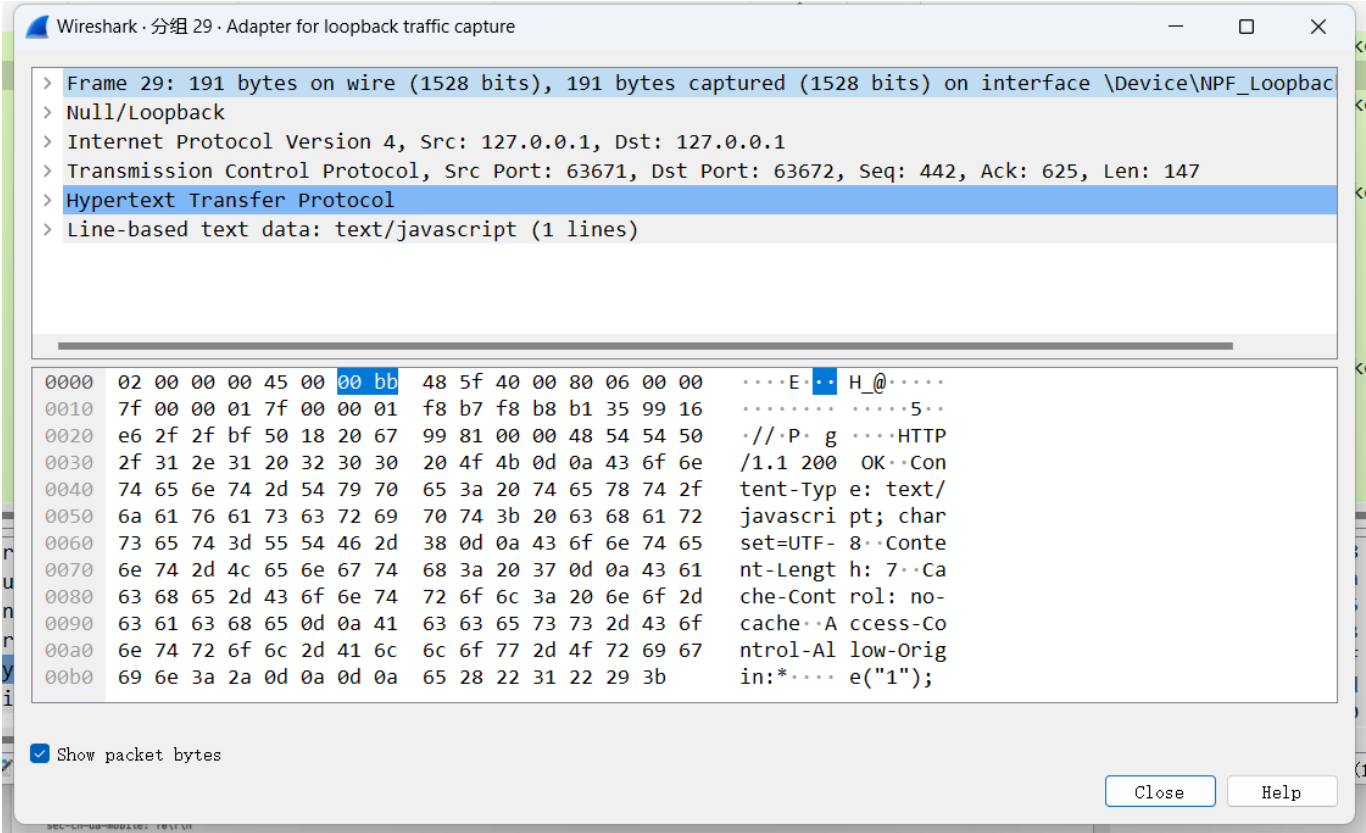 Wireshark · 分组 29 · Adapter for loopback traffic capture
Frame 29: 191 bytes on wire (1528 bits), 191 bytes captured (1528 bits) on interface \Device\NPF_Loopbac
Null/Loopback
Internet Protocol Version 4, Src: 127.0.0.1, Dst: 127.0.0.1
Transmission Control Protocol, Src Port: 63671, Dst Port: 63672, Seq: 442, Ack: 625, Len: 147
Hypertext Transfer Protocol
Line-based text data: text/javascript (1 lines)
0000 02 00 00 00 45 00 00 bb 48 5f 40 00 80 06 00 00 ····E··· H_@·····
0010 7f 00 00 01 7f 00 00 01 f8 b7 f8 b8 b1 35 99 16 ········ ·····5··
0020 e6 2f 2f bf 50 18 20 67 99 81 00 00 48 54 54 50 ·//·P· g ····HTTP
0030 2f 31 2e 31 20 32 30 30 20 4f 4b 0d 0a 43 6f 6e /1.1 200 OK··Con
0040 74 65 6e 74 2d 54 79 70 65 3a 20 74 65 78 74 2f tent-Typ e: text/
0050 6a 61 76 61 73 63 72 69 70 74 3b 20 63 68 61 72 javascri pt; char
0060 73 65 74 3d 55 54 46 2d 38 0d 0a 43 6f 6e 74 65 set=UTF- 8··Conte
0070 6e 74 2d 4c 65 6e 67 74 68 3a 20 37 0d 0a 43 61 nt-Lengt h: 7··Ca
0080 63 68 65 2d 43 6f 6e 74 72 6f 6c 3a 20 6e 6f 2d che-Cont rol: no-
0090 63 61 63 68 65 0d 0a 41 63 63 65 73 73 2d 43 6f cache··A ccess-Co
00a0 6e 74 72 6f 6c 2d 41 6c 6c 6f 77 2d 4f 72 69 67 ntrol-Al low-Orig
00b0 69 6e 3a 2a 0d 0a 0d 0a 65 28 22 31 22 29 3b in:*···· e("1");
Show packet bytes
Close Help